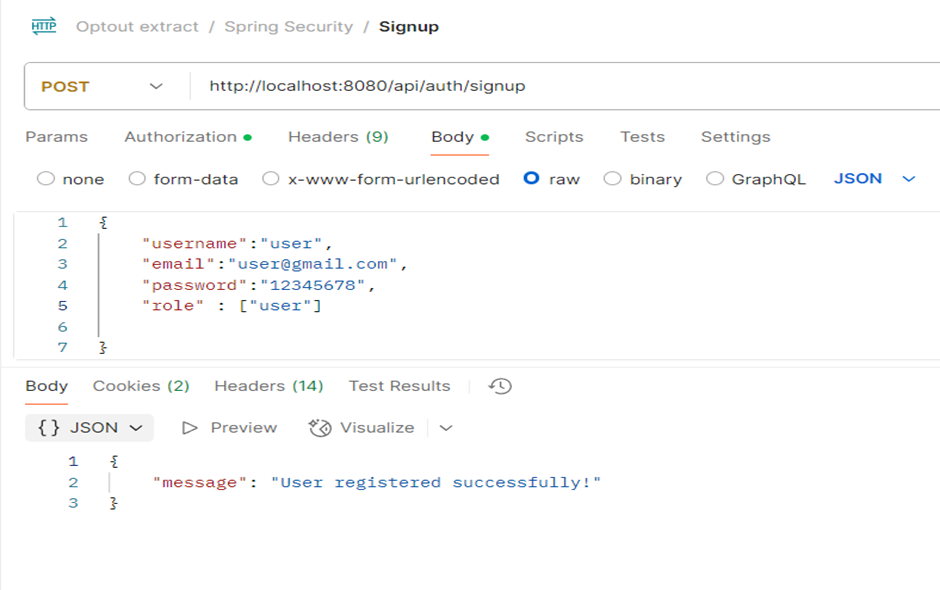 HTTP Optout extract / Spring Security / Signup
POST http://localhost:8080/api/auth/signup
Params Authorization Headers (9) Body Scripts Tests Settings
none form-data x-www-form-urlencoded raw binary GraphQL JSON
1 {
2 "username":"user",
3 "email":"user@gmail.com",
4 "password":"12345678",
5 "role" : ["user"]
6
7 }
Body Cookies (2) Headers (14) Test Results
{} JSON Preview Visualize
1 {
2 "message": "User registered successfully!"
3 }